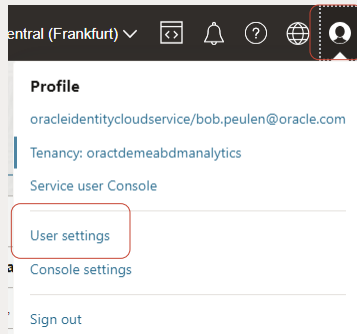 entral (Frankfurt)
Profile
oracleidentitycloudservice/bob.peulen@oracle.com
Tenancy: oractdemeabdmanalytics
Service user Console
User settings
Console settings
Sign out